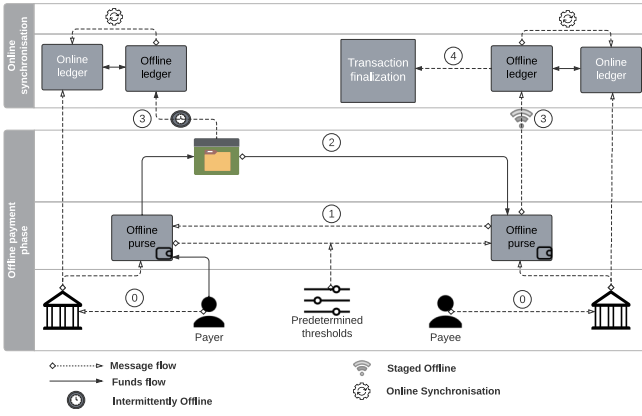 Online
synchronisation
Online
ledger
Offline
ledger
Transaction
finalization
4
Offline
ledger
Online
ledger
3
3
2
Offline payment
phase
Offline
purse
1
Offline
purse
0
Payer
Predetermined
thresholds
Payee
0
Message flow
Funds flow
Intermittently Offline
Staged Offline
Online Synchronisation